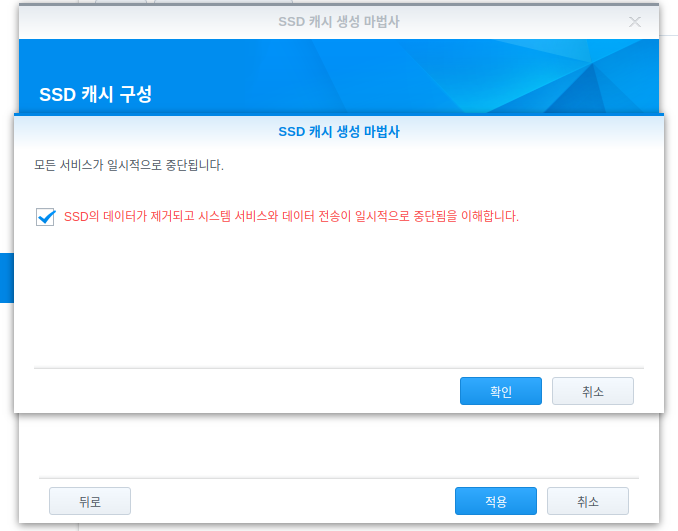 SSD 캐시 생성 마법사
SSD 캐시 구성
SSD 캐시 생성 마법사
모든 서비스가 일시적으로 중단됩니다.
SSD의 데이터가 제거되고 시스템 서비스와 데이터 전송이 일시적으로 중단됨을 이해합니다.
확인 취소
뒤로 적용 취소